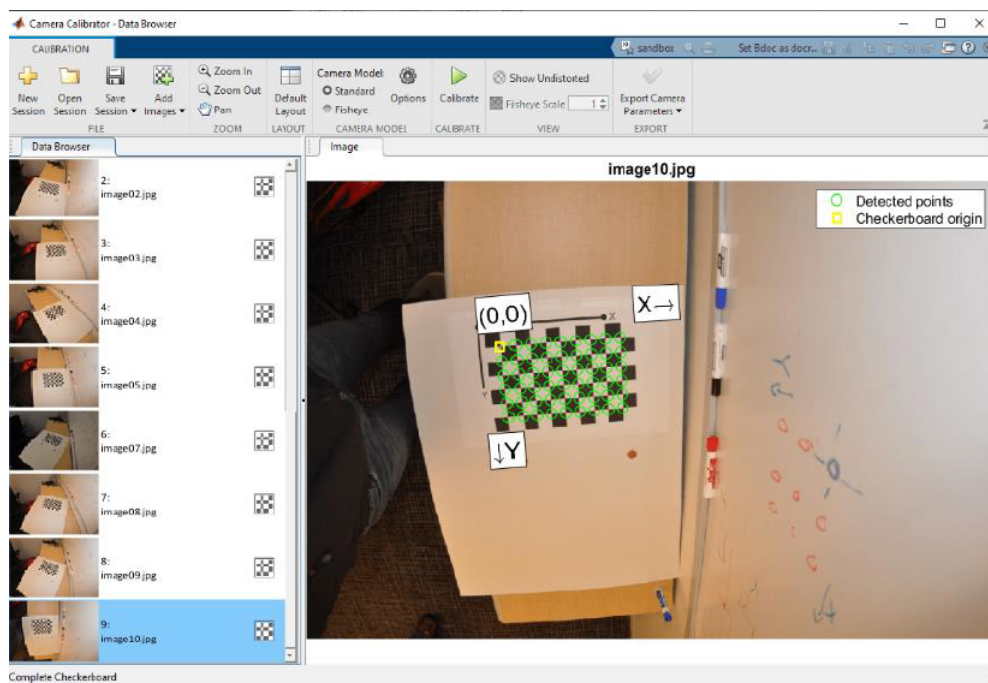 Camera Calibrator - Data Browser
CALIBRATION
sandbox
Set Bdoc as docr...
New Session
Open Session
Save Session
Add Images
FILE
Zoom In
Zoom Out
Pan
ZOOM
Default Layout
LAYOUT
Camera Model:
Standard
Fisheye
Options
CAMERA MODEL
Calibrate
CALIBRATE
Show Undistorted
Fisheye Scale 1
VIEW
Export Camera Parameters
EXPORT
Data Browser
Image
2:
image02.jpg
3:
image03.jpg
4:
image04.jpg
5:
image05.jpg
6:
image07.jpg
7:
image08.jpg
8:
image09.jpg
9:
image10.jpg
image10.jpg
Detected points
Checkerboard origin
(0,0)
X→
X
Y
↓Y
Y
Complete Checkerboard